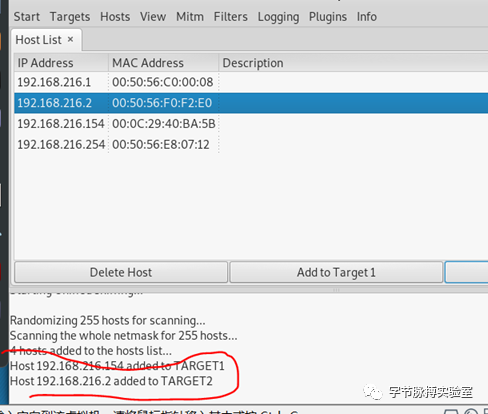 Start Targets Hosts View Mitm Filters Logging Plugins Info
Host List ×
IP Address MAC Address Description
192.168.216.1 00:50:56:C0:00:08
192.168.216.2 00:50:56:F0:F2:E0
192.168.216.154 00:0C:29:40:BA:5B
192.168.216.254 00:50:56:E8:07:12
Delete Host Add to Target 1
Randomizing 255 hosts for scanning...
Scanning the whole netmask for 255 hosts...
4 hosts added to the hosts list...
Host 192.168.216.154 added to TARGET1
Host 192.168.216.2 added to TARGET2
字节脉搏实验室